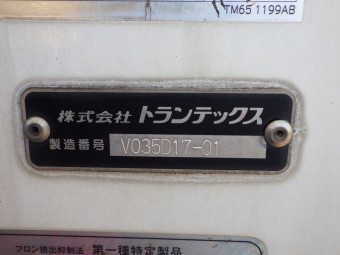 TM65 1199AB
株式会社 トランテックス
製造番号 V035D17-01
フロン排出抑制法 第一種特定製品